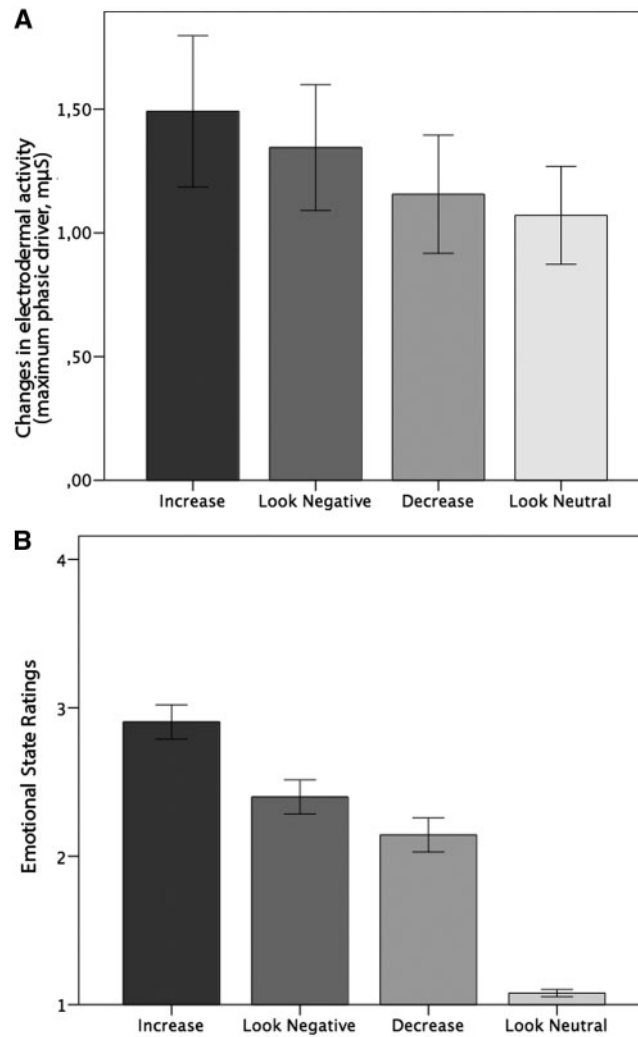 A
Changes in electrodermal activity
(maximum phasic driver, mµS)
1,50
1,00
,50
,00
Increase Look Negative Decrease Look Neutral
B
Emotional State Ratings
4
3
2
1
Increase Look Negative Decrease Look Neutral